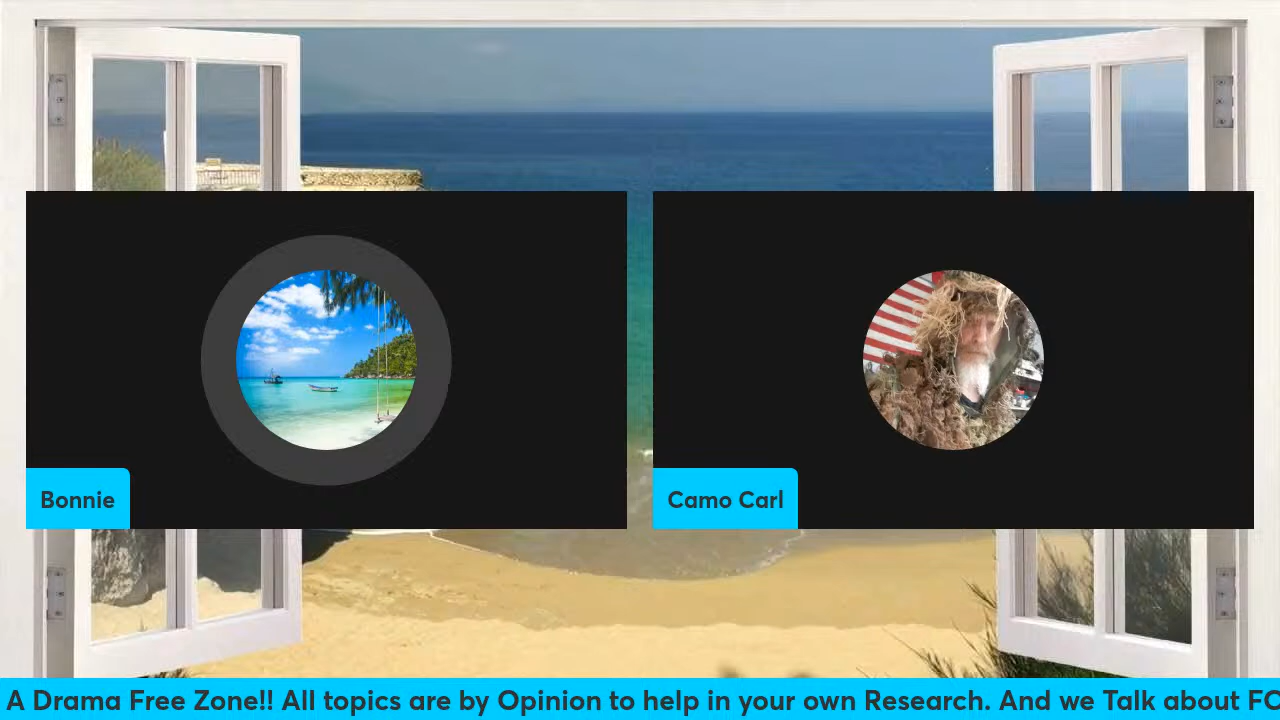 Bonnie
Camo Carl
A Drama Free Zone!! All topics are by Opinion to help in your own Research. And we Talk about